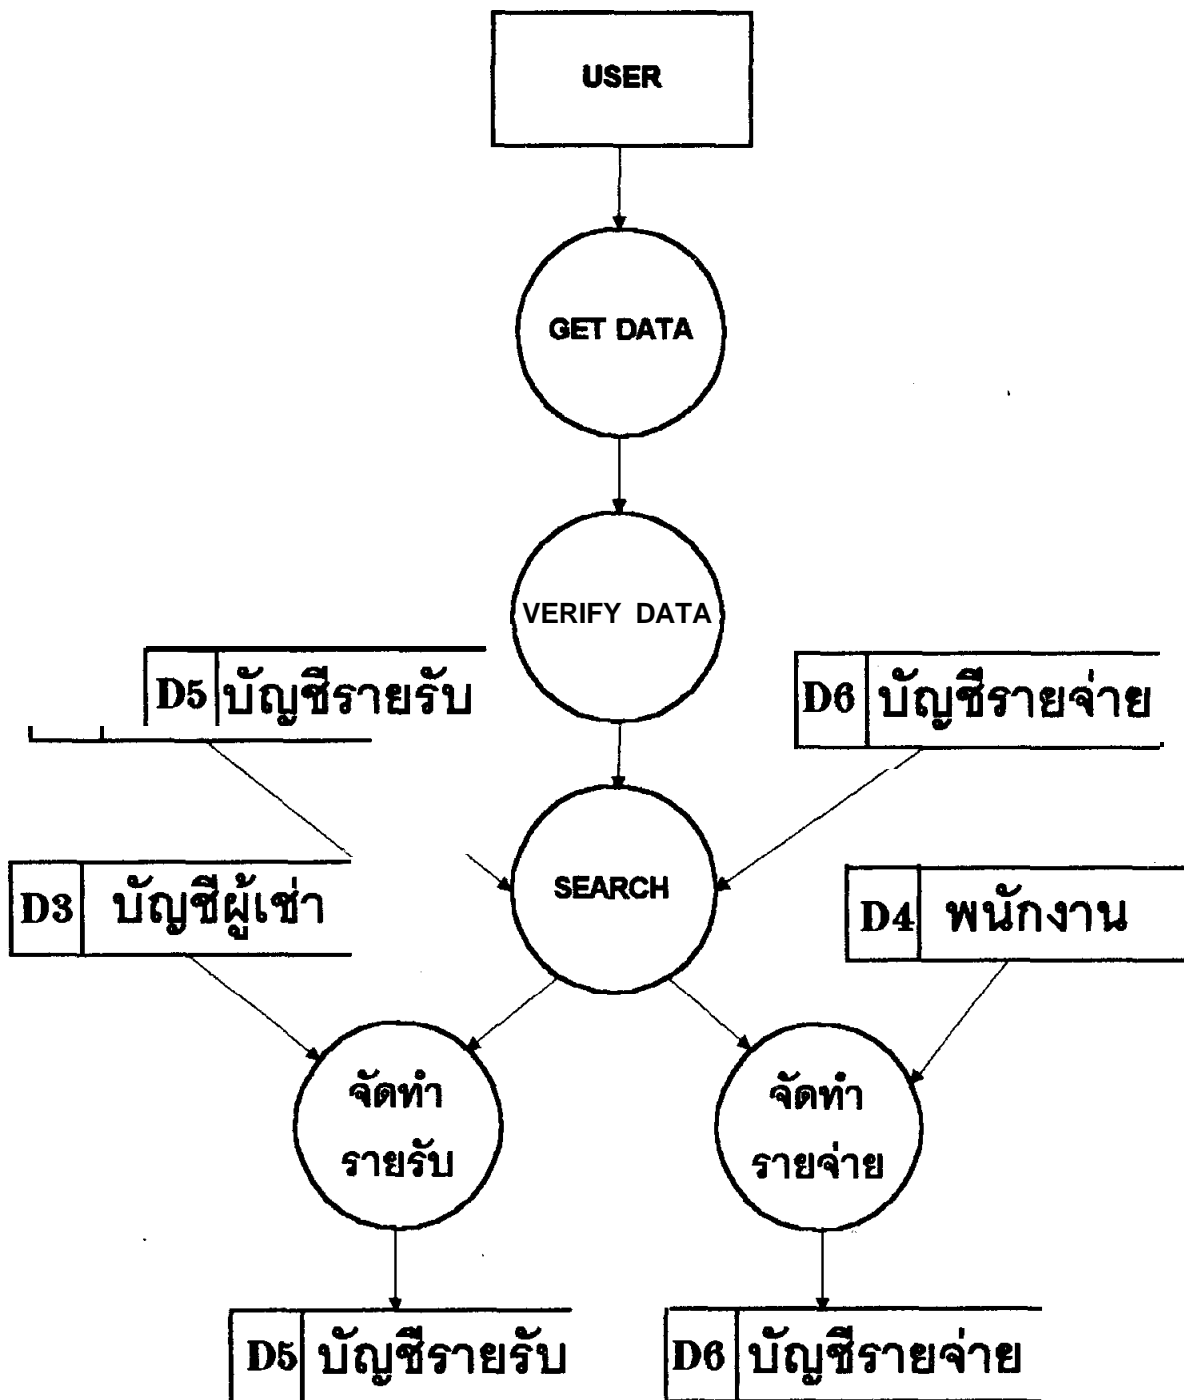 USER
GET DATA
VERIFY DATA
D5 บัญชีรายรับ
D6 บัญชีรายจ่าย
SEARCH
D3 บัญชีผู้เช่า
D4 พนักงาน
จัดทำ
รายรับ
จัดทำ
รายจ่าย
D5 บัญชีรายรับ
D6 บัญชีรายจ่าย